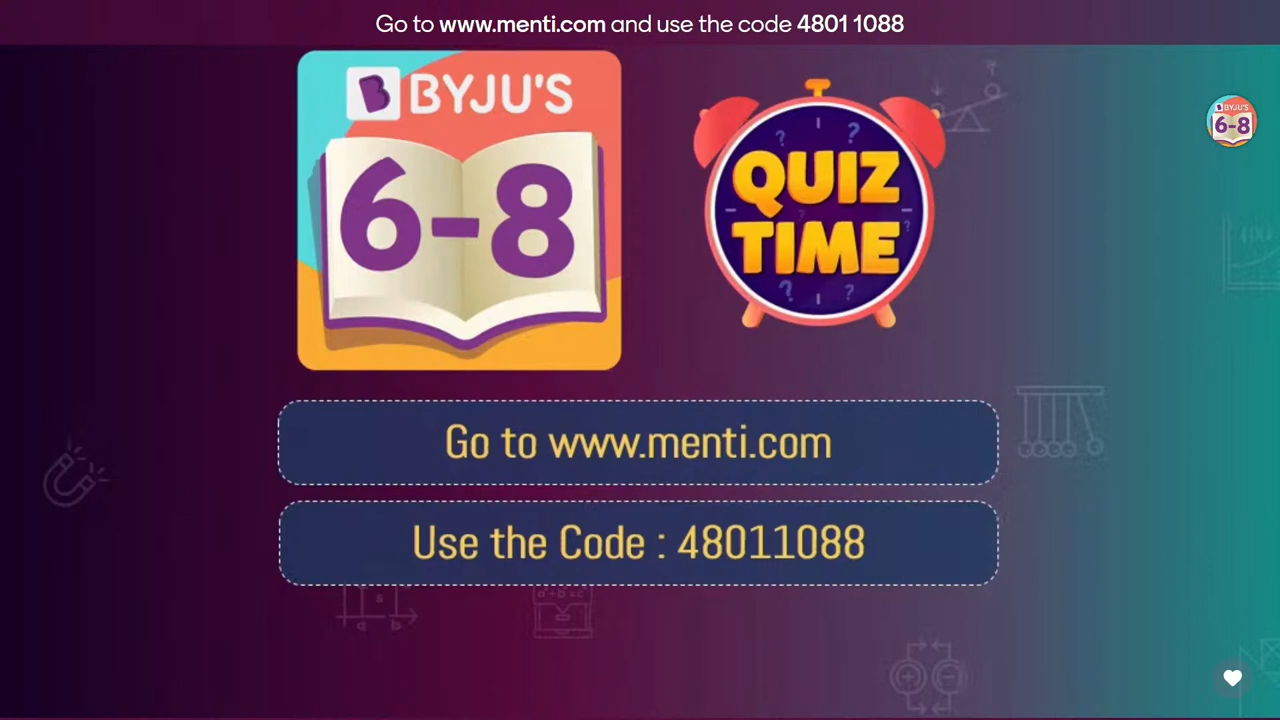 Go to www.menti.com and use the code 4801 1088
BYJU'S
6-8
QUIZ
TIME
BYJU'S
6-8
Go to www.menti.com
Use the Code : 48011088